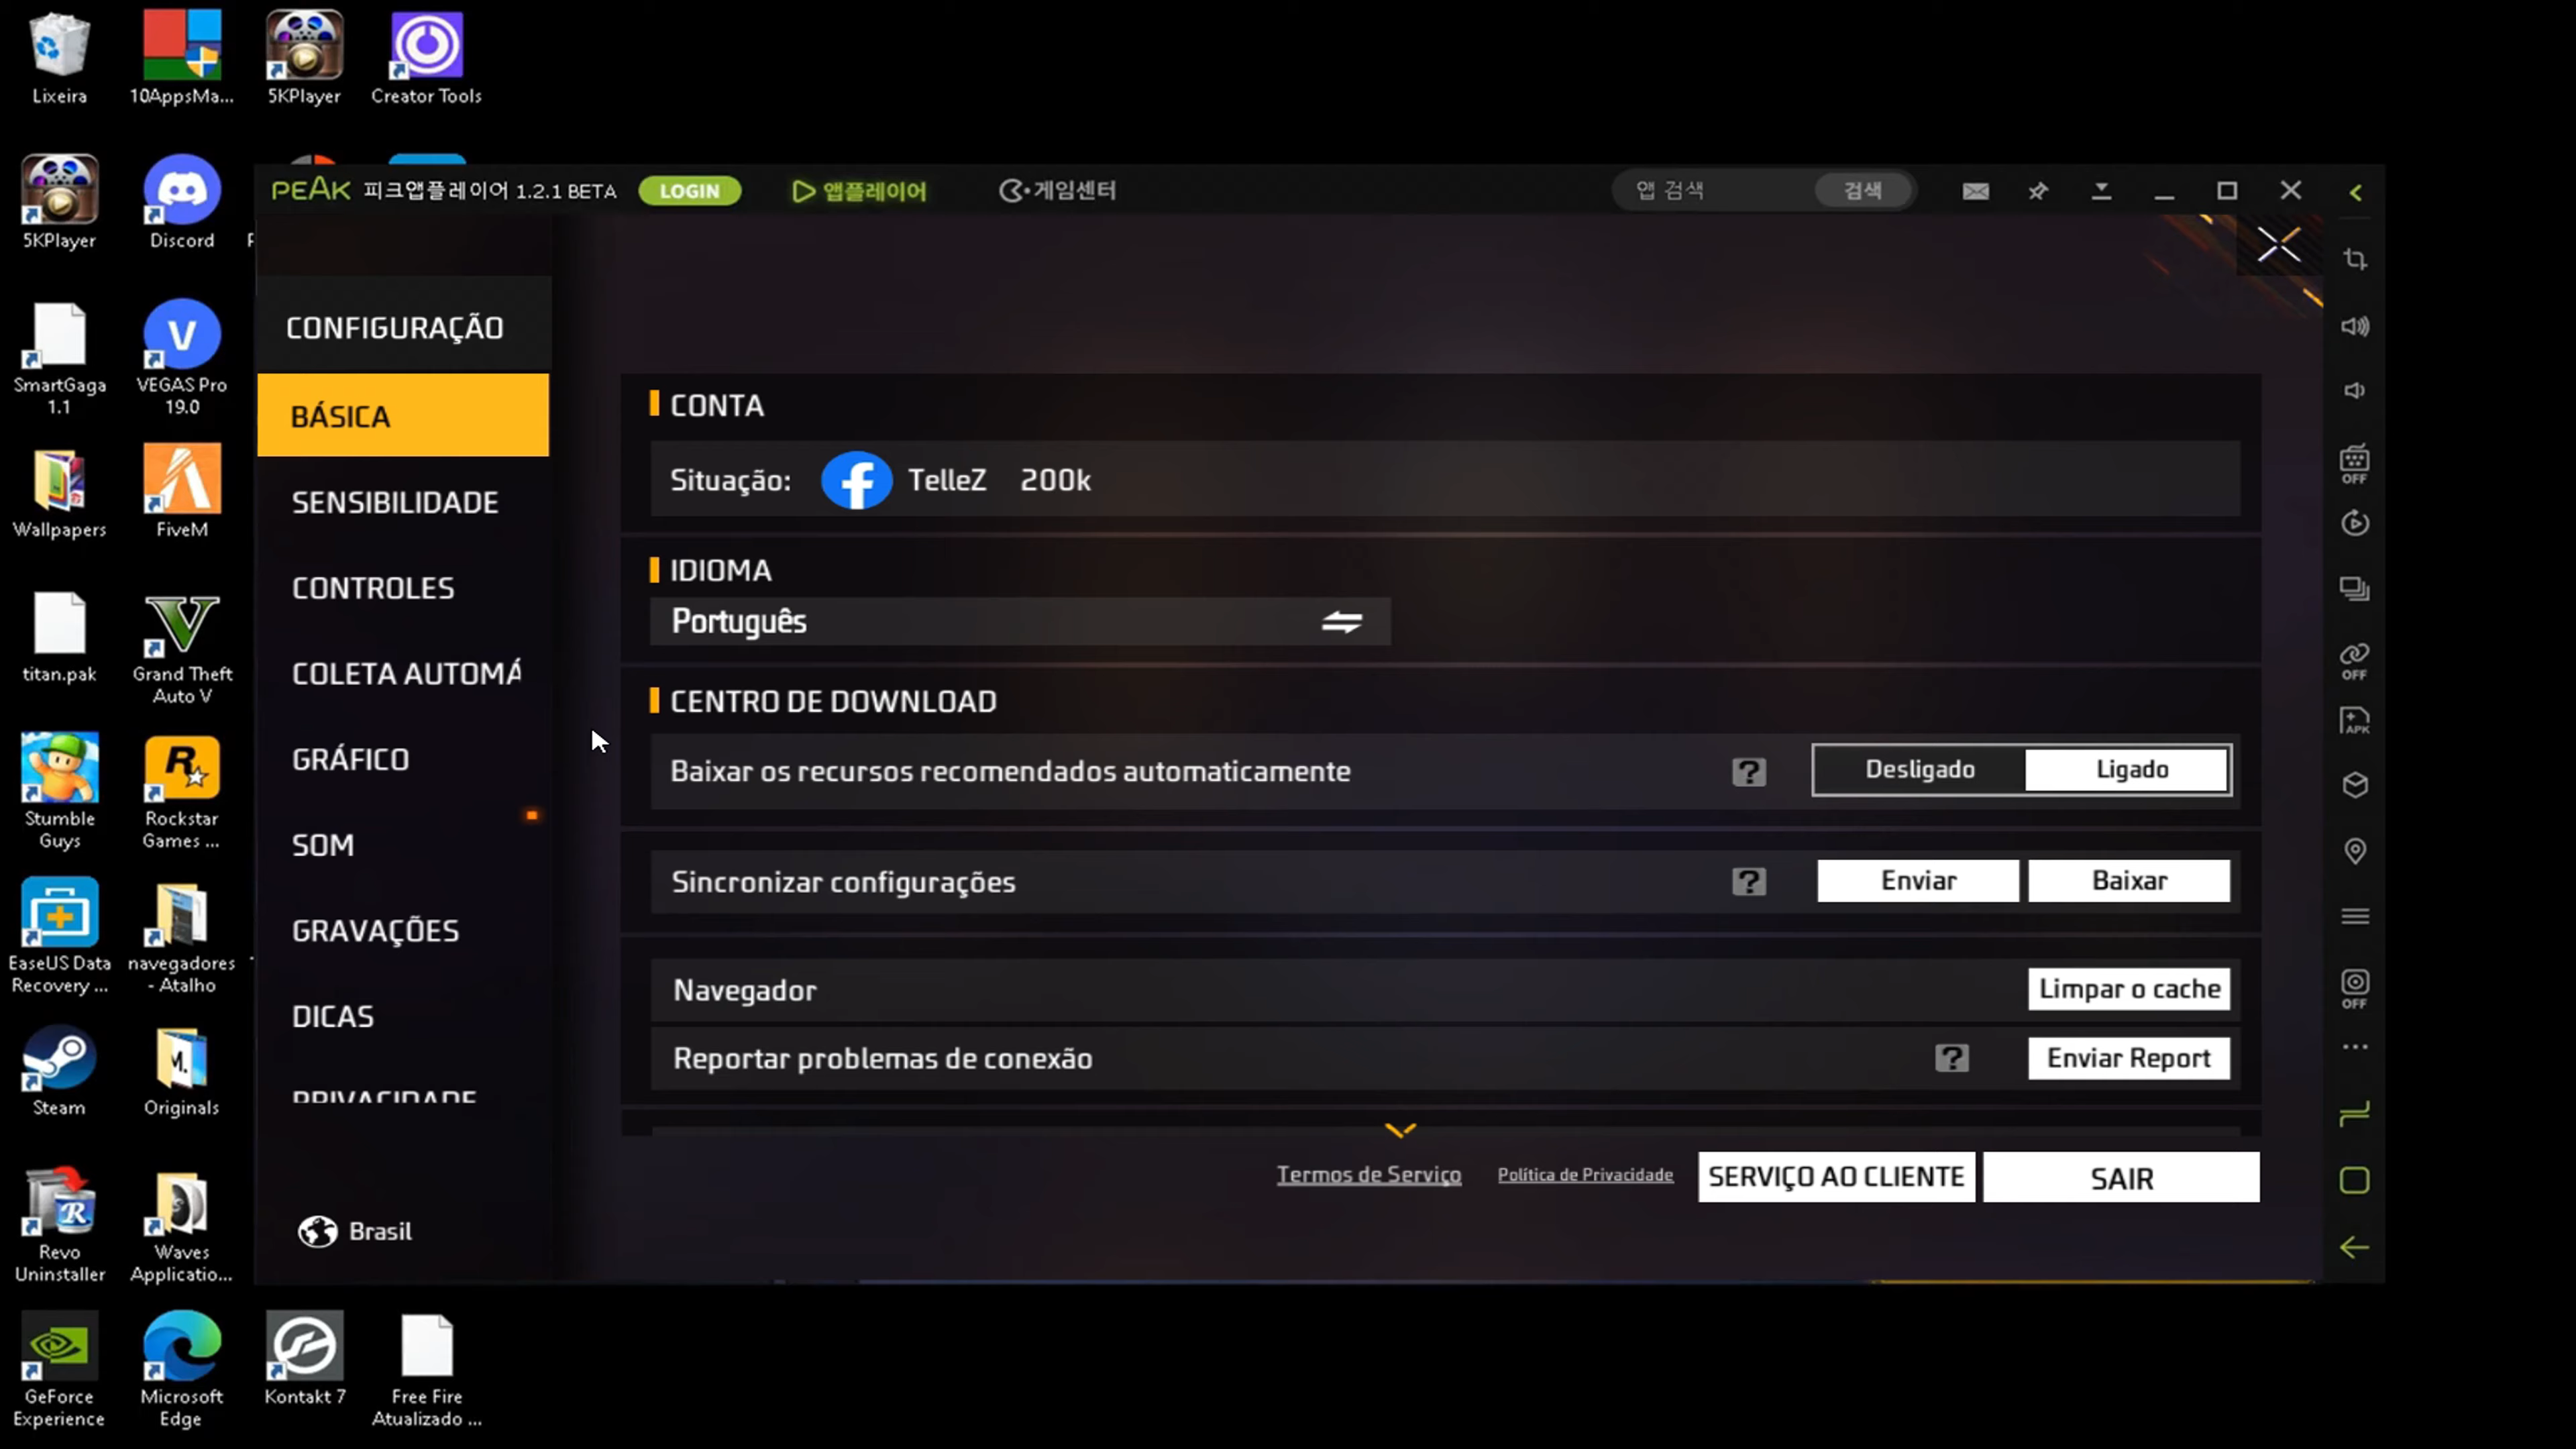 Lixeira
10AppsMa...
5KPlayer
Creator Tools
5KPlayer
Discord
SmartGaga
1.1
VEGAS Pro
19.0
Wallpapers
FiveM
titan.pak
Grand Theft
Auto V
Stumble
Guys
Rockstar
Games ...
EaseUS Data
Recovery ...
navegadores
- Atalho
Steam
Originals
Revo
Uninstaller
Waves
Applicatio...
GeForce
Experience
Microsoft
Edge
Kontakt 7
Free Fire
Atualizado ...
PEAK 피크앱플레이어 1.2.1 BETA LOGIN 앱플레이어 게임센터 앱 검색 검색
CONFIGURAÇÃO
BÁSICA
SENSIBILIDADE
CONTROLES
COLETA AUTOMÁ
GRÁFICO
SOM
GRAVAÇÕES
DICAS
PRIVACIDADE
Brasil
CONTA
Situação: TelleZ 200k
IDIOMA
Português
CENTRO DE DOWNLOAD
Baixar os recursos recomendados automaticamente ? Desligado Ligado
Sincronizar configurações ? Enviar Baixar
Navegador Limpar o cache
Reportar problemas de conexão ? Enviar Report
Termos de Serviço Política de Privacidade SERVIÇO AO CLIENTE SAIR
OFF
OFF
APK
OFF